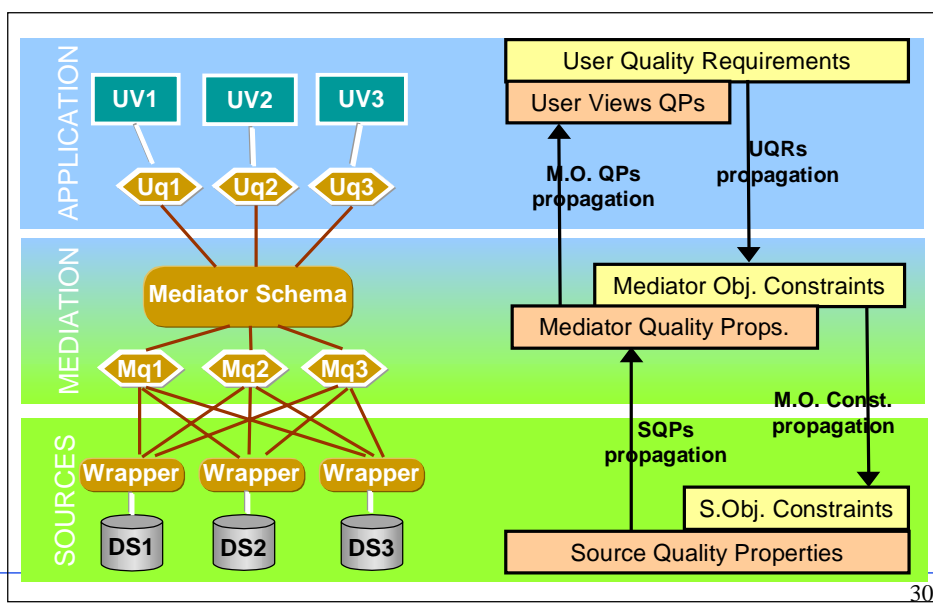 APPLICATION
UV1
UV2
UV3
Uq1
Uq2
Uq3
User Quality Requirements
User Views QPs
M.O. QPs
propagation
UQRs
propagation
MEDIATION
Mediator Schema
Mq1
Mq2
Mq3
Mediator Obj. Constraints
Mediator Quality Props.
SQPs
propagation
M.O. Const.
propagation
SOURCES
Wrapper
Wrapper
Wrapper
DS1
DS2
DS3
S.Obj. Constraints
Source Quality Properties
30